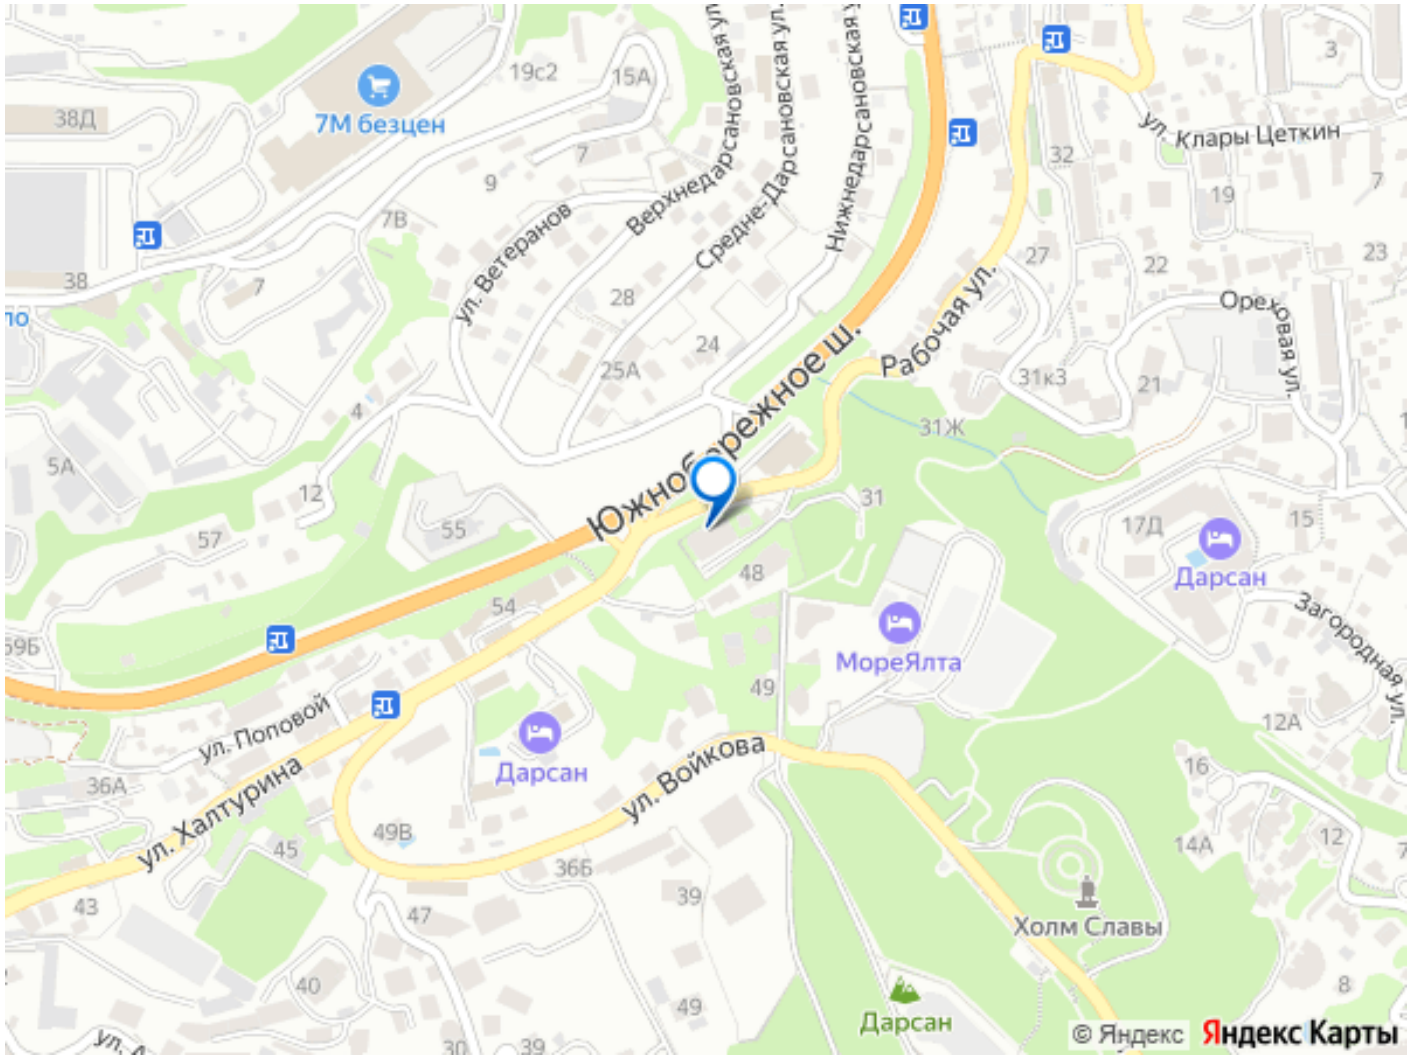 19с2
15А
3
38Д
7М безцен
ул. Клары Цеткин
7
9
32
7
19
7В
Верхнедарсановская ул.
Средне-Дарсановская ул.
Нижнедарсановская у
ул. Ветеранов
27
22
23
38
7
28
Рабочая ул.
Ореховая ул.
ло
24
25А
Южнобережное ш.
31к3
21
4
31Ж
5А
12
31
57
55
17Д
15
Дарсан
48
54
Загородная ул.
59Б
МореЯлта
49
ул. Поповой
12А
36А
ул. Халтурина
Дарсан
ул. Войкова
16
49В
45
36Б
14А
12
7
43
47
39
Холм Славы
40
49
8
Дарсан
ул. А
30
39
© Яндекс Яндекс Карты